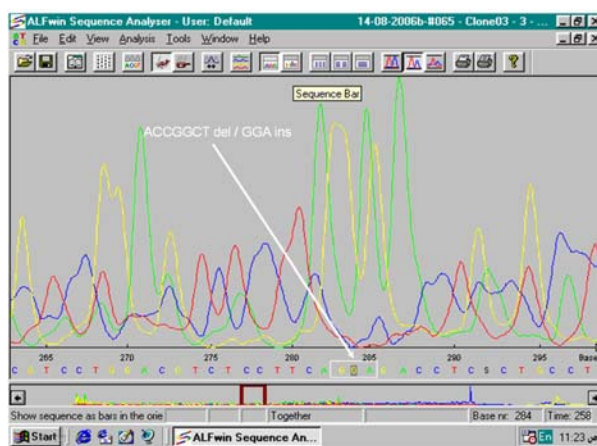 ALFwin Sequence Analyser - User: Default 14-08-2006b-#065 - Clone03 - 3 - ...
File Edit View Analysis Tools Window Help
Sequence Bar
ACCGGCT del / GGA ins
265 270 275 280 285 290 295 Base
C G T C C T G G A C G T C T C C T T C A G G A G A C C T C S C T G C C T
Show sequence as bars in the orie Together Base nr: 284 Time: 258
Start ALFwin Sequence An... En 11:23